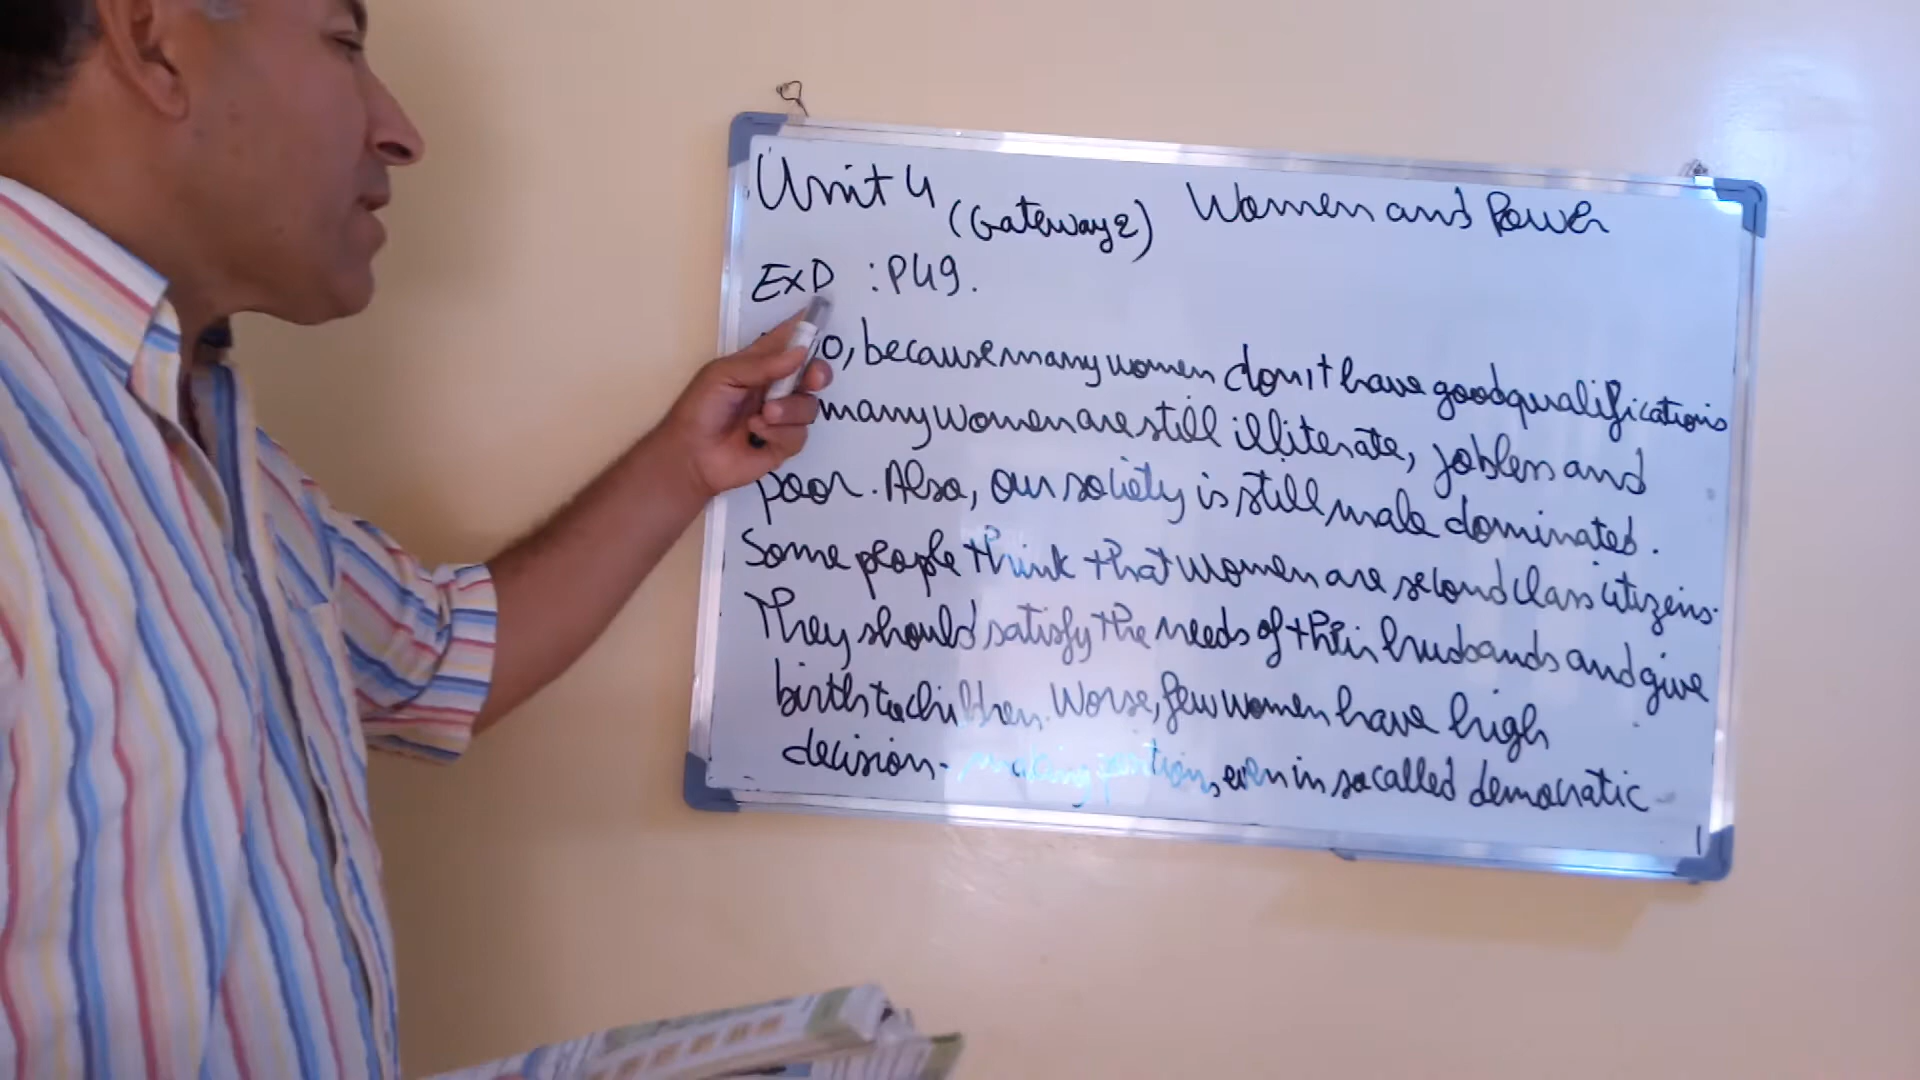 Unit 4 (Gateway 2) Women and Power
Ex D : P49.
o, because many women don't have good qualifications
many women are still illiterate, jobless and
poor. Also, our society is still male dominated.
Some people think that women are second class citizens.
They should satisfy the needs of their husbands and give
birth to children. Worse, few women have high
decision-making positions, even in so called democratic